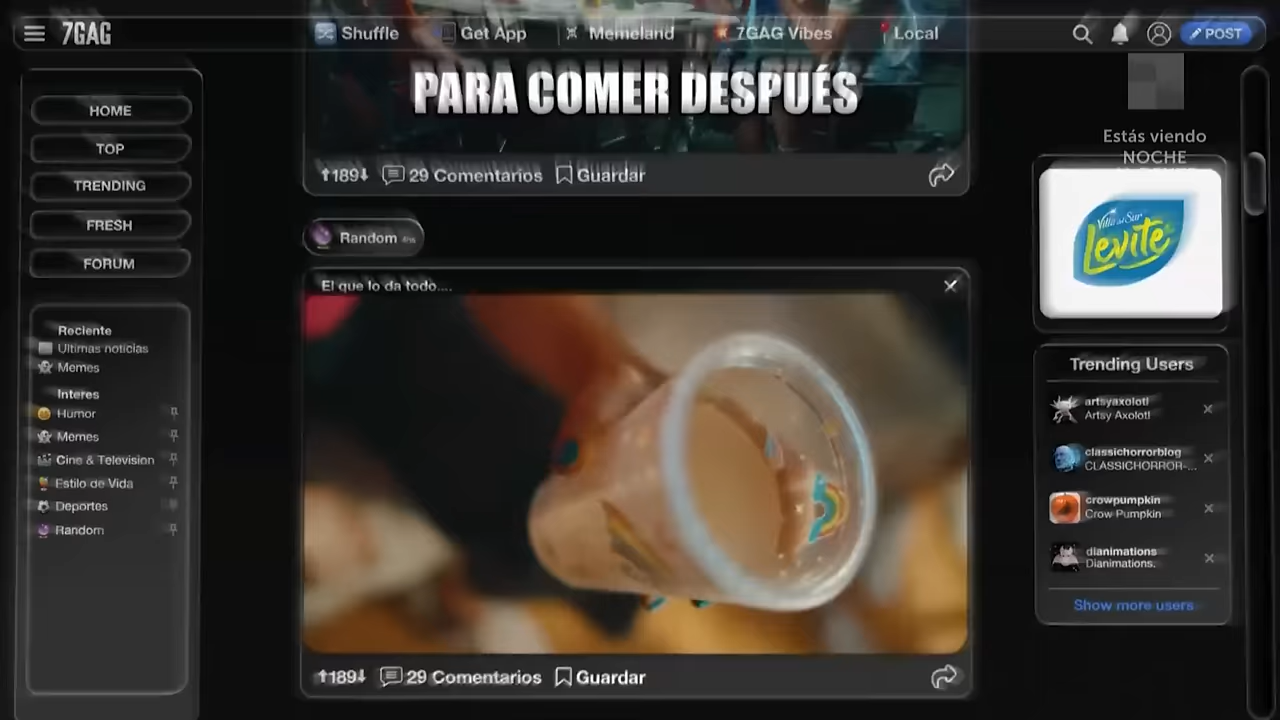 7GAG
Shuffle
Get App
Memeland
7GAG Vibes
Local
POST
PARA COMER DESPUÉS
Estás viendo
NOCHE
HOME
TOP
TRENDING
FRESH
FORUM
189
29 Comentarios
Guardar
Random
Villa del Sur
Levité
El que lo da todo....
Reciente
Ultimas noticias
Memes
Interes
Humor
Memes
Cine & Television
Estilo de Vida
Deportes
Random
Trending Users
artsyaxolotl
Artsy Axolotl
classichorrorblog
CLASSICHORROR-...
crowpumpkin
Crow Pumpkin
dianimations
Dianimations.
Show more users
189
29 Comentarios
Guardar